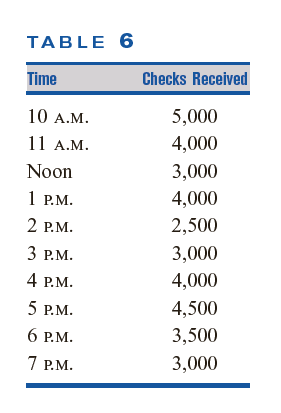 TABLE 6
Time Checks Received
10 A.M. 5,000
11 A.M. 4,000
Noon 3,000
1 P.M. 4,000
2 P.M. 2,500
3 P.M. 3,000
4 P.M. 4,000
5 P.M. 4,500
6 P.M. 3,500
7 P.M. 3,000